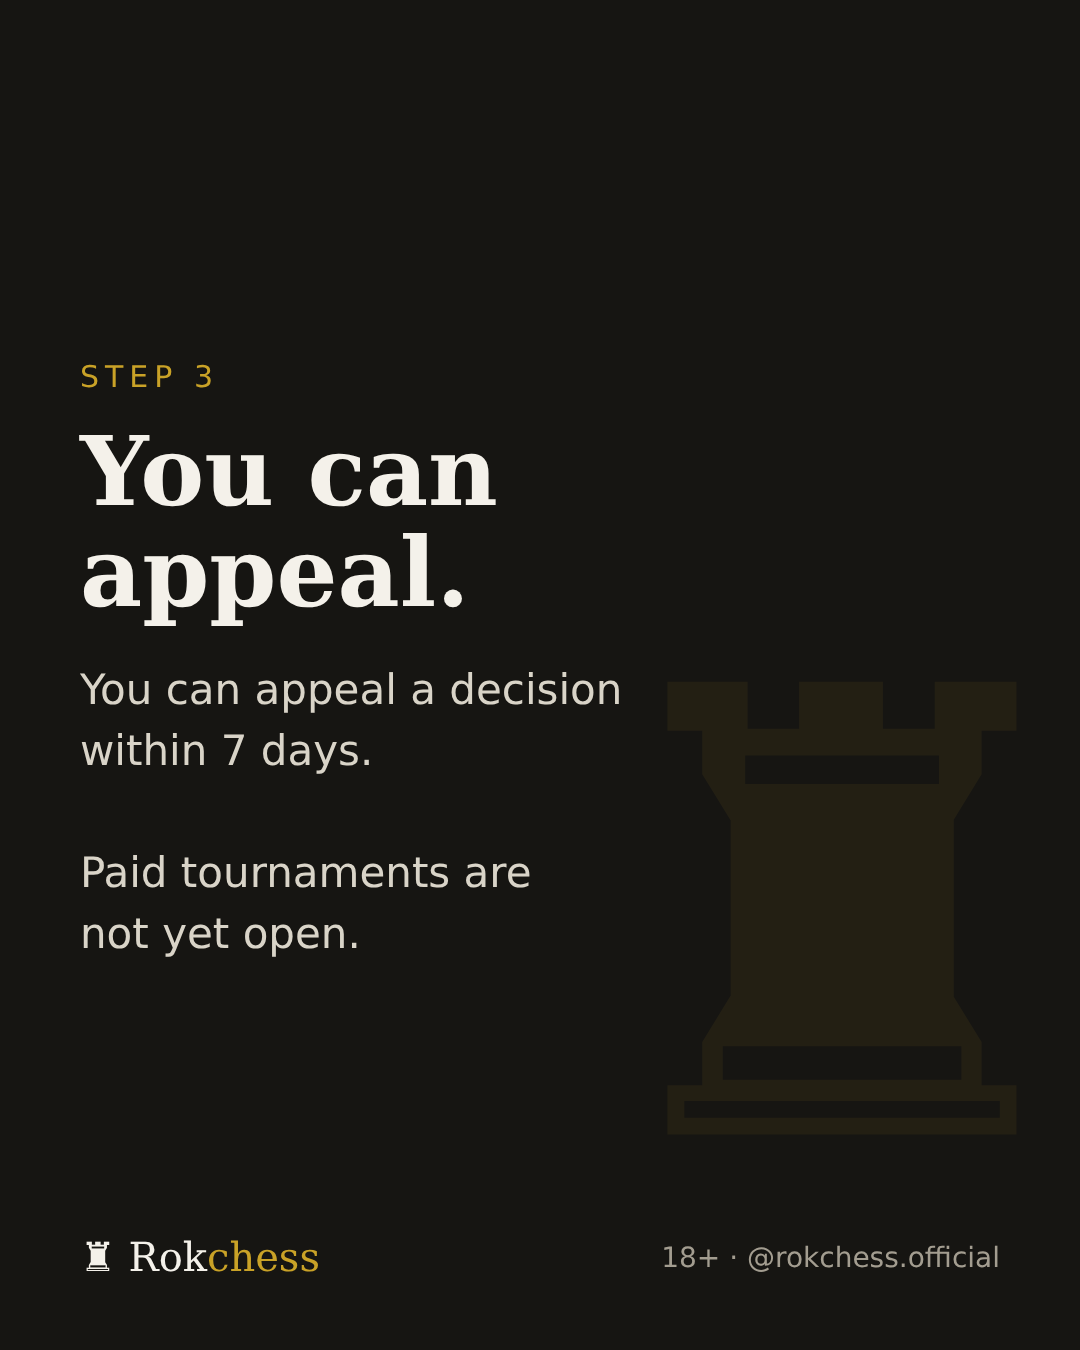 STEP 3
You can
appeal.
You can appeal a decision
within 7 days.
Paid tournaments are
not yet open.
♜ Rokchess
18+ · @rokchess.official